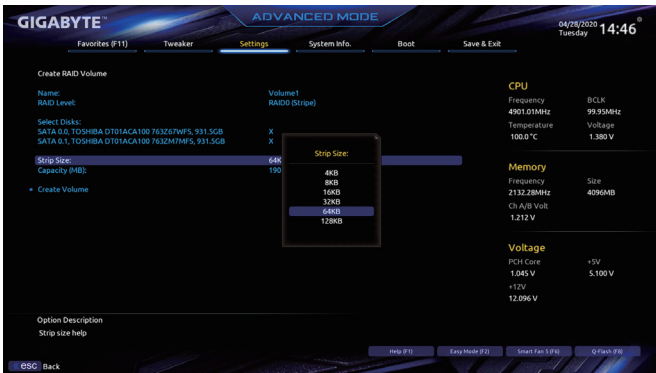 GIGABYTE™
ADVANCED MODE
04/28/2020
Tuesday
14:46
Favorites (F11) Tweaker Settings System Info. Boot Save & Exit
Create RAID Volume
Name: Volume1
RAID Level: RAID0 (Stripe)
Select Disks:
SATA 0.0, TOSHIBA DT01ACA100 763Z67WFS, 931.5GB X
SATA 0.1, TOSHIBA DT01ACA100 763ZM7MFS, 931.5GB X
Strip Size: 64K
Capacity (MB): 190
Create Volume
Strip Size:
4KB
8KB
16KB
32KB
64KB
128KB
CPU
Frequency BCLK
4901.01MHz 99.95MHz
Temperature Voltage
100.0 °C 1.380 V
Memory
Frequency Size
2132.28MHz 4096MB
Ch A/B Volt
1.212 V
Voltage
PCH Core +5V
1.045 V 5.100 V
+12V
12.096 V
Option Description
Strip size help
Help (F1) Easy Mode (F2) Smart Fan 5 (F6) Q-Flash (F8)
esc Back